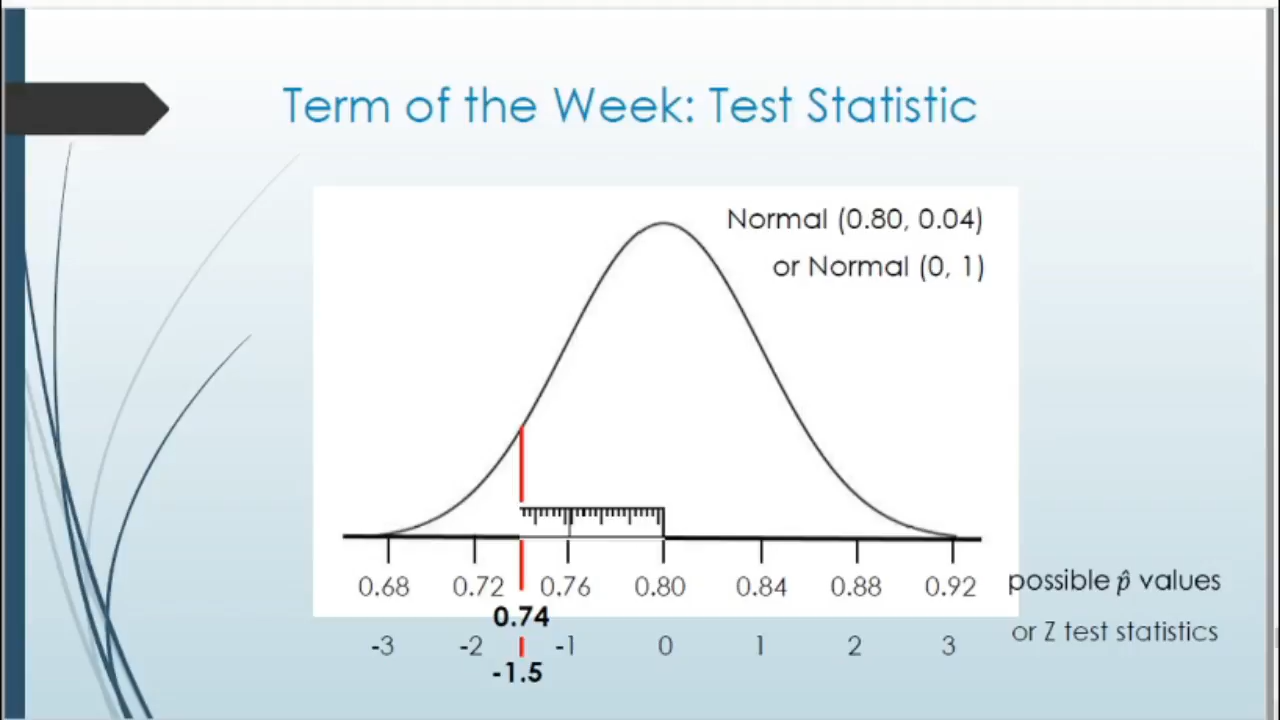 Term of the Week: Test Statistic
Normal (0.80, 0.04)
or Normal (0, 1)
0.68 0.72 0.76 0.80 0.84 0.88 0.92 possible p̂ values
0.74
-3 -2 -1 0 1 2 3 or Z test statistics
-1.5